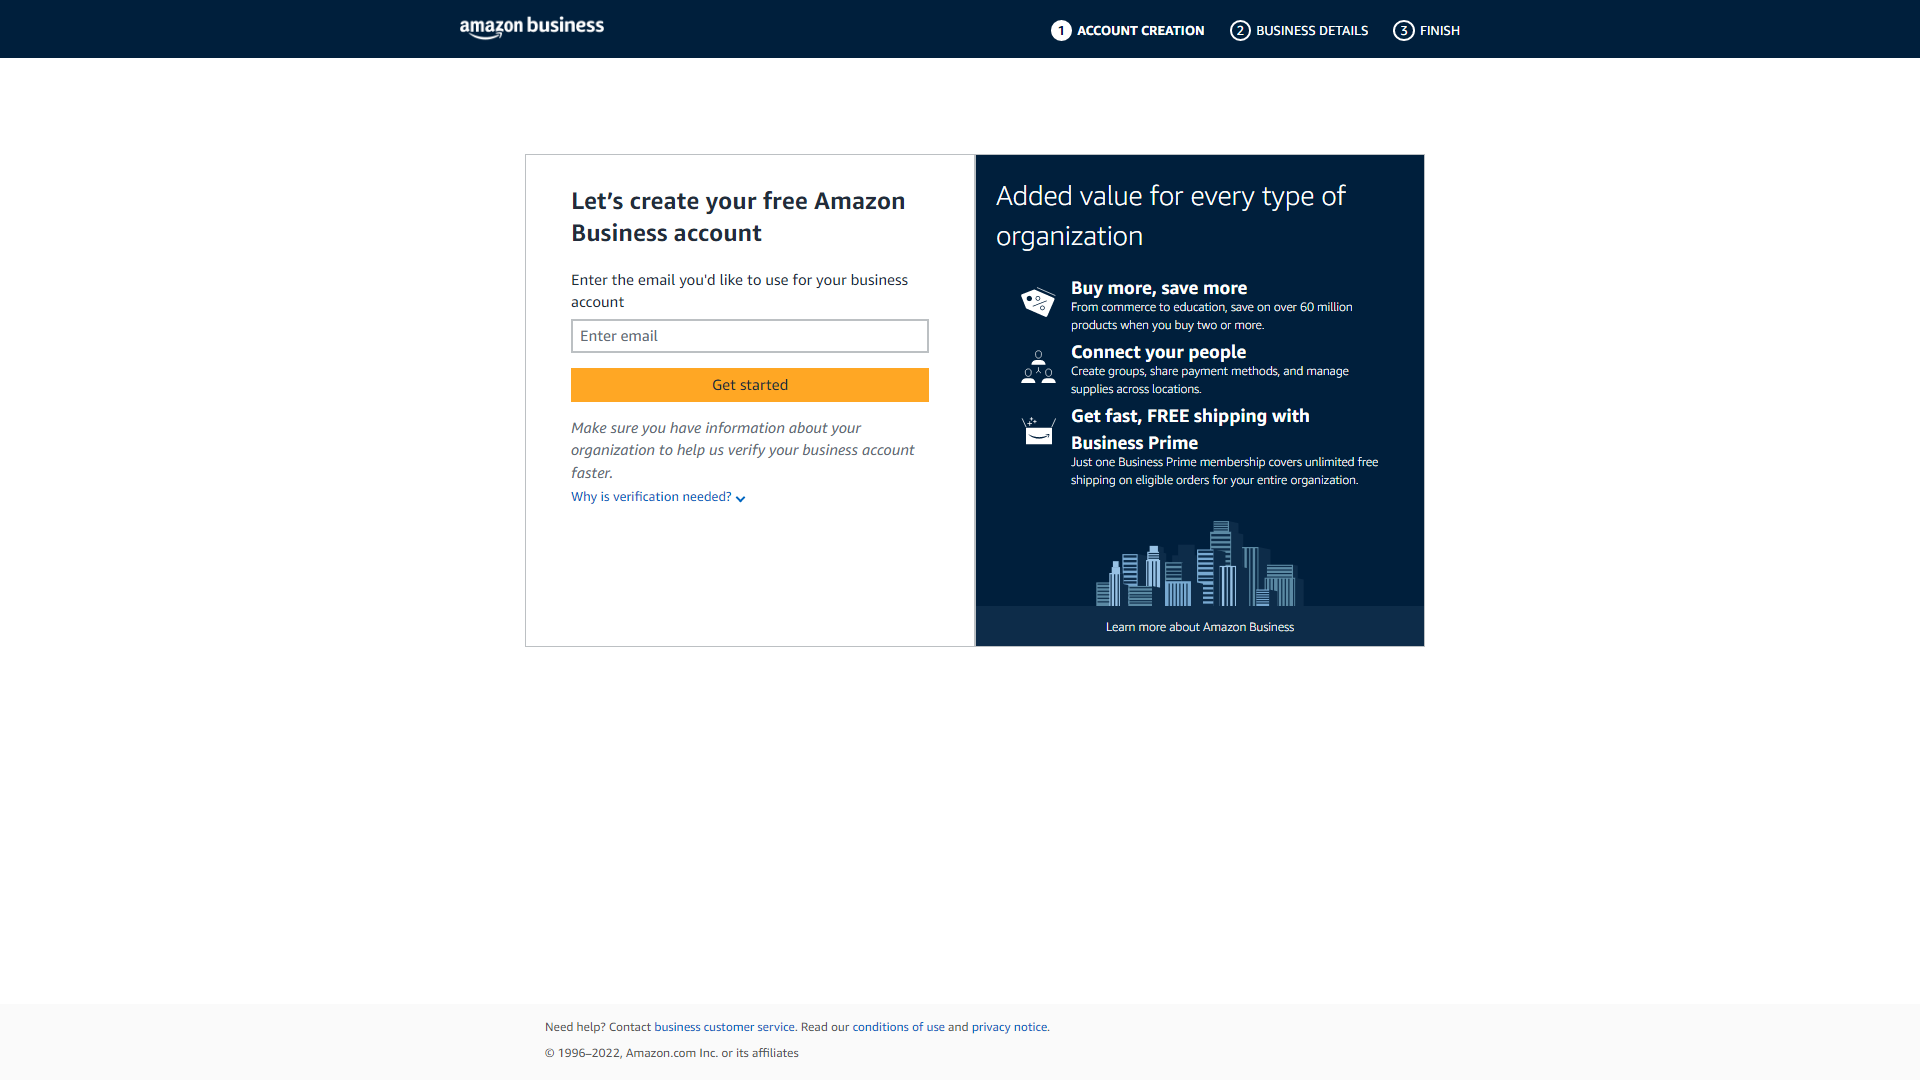 amazon business
1 ACCOUNT CREATION 2 BUSINESS DETAILS 3 FINISH
Let’s create your free Amazon
Business account
Enter the email you'd like to use for your business
account
Enter email
Get started
Make sure you have information about your
organization to help us verify your business account
faster.
Why is verification needed?
Added value for every type of
organization
Buy more, save more
From commerce to education, save on over 60 million
products when you buy two or more.
Connect your people
Create groups, share payment methods, and manage
supplies across locations.
Get fast, FREE shipping with
Business Prime
Just one Business Prime membership covers unlimited free
shipping on eligible orders for your entire organization.
Learn more about Amazon Business
Need help? Contact business customer service. Read our conditions of use and privacy notice.
© 1996–2022, Amazon.com Inc. or its affiliates